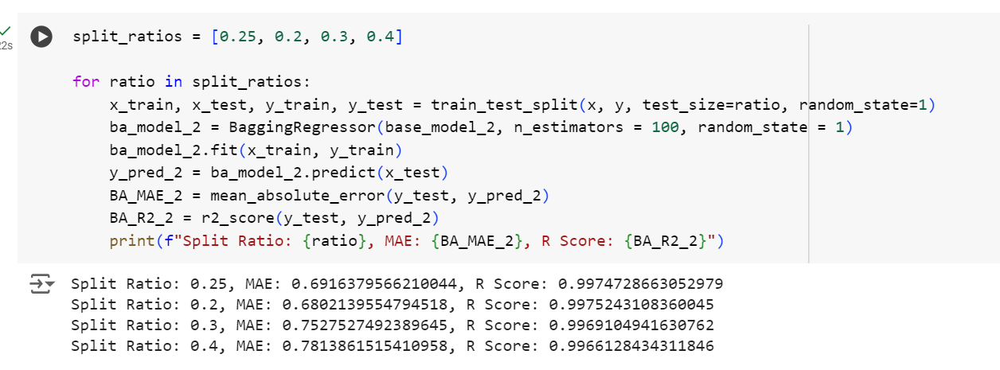 split_ratios = [0.25, 0.2, 0.3, 0.4]
22s
for ratio in split_ratios:
x_train, x_test, y_train, y_test = train_test_split(x, y, test_size=ratio, random_state=1)
ba_model_2 = BaggingRegressor(base_model_2, n_estimators = 100, random_state = 1)
ba_model_2.fit(x_train, y_train)
y_pred_2 = ba_model_2.predict(x_test)
BA_MAE_2 = mean_absolute_error(y_test, y_pred_2)
BA_R2_2 = r2_score(y_test, y_pred_2)
print(f"Split Ratio: {ratio}, MAE: {BA_MAE_2}, R Score: {BA_R2_2}")
Split Ratio: 0.25, MAE: 0.6916379566210044, R Score: 0.9974728663052979
Split Ratio: 0.2, MAE: 0.6802139554794518, R Score: 0.9975243108360045
Split Ratio: 0.3, MAE: 0.7527527492389645, R Score: 0.9969104941630762
Split Ratio: 0.4, MAE: 0.7813861515410958, R Score: 0.9966128434311846